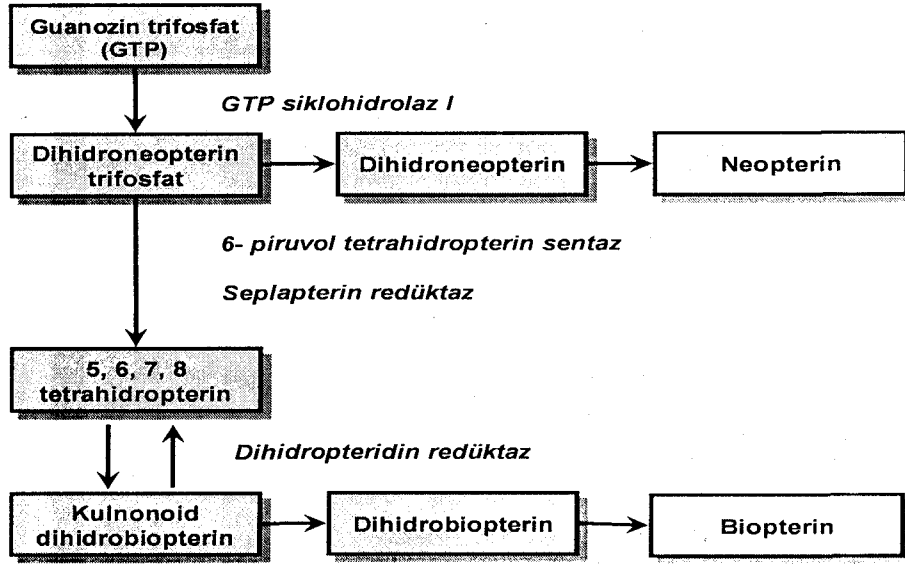 Guanozin trifosfat
(GTP)
GTP siklohidrolaz I
Dihidroneopterin
trifosfat
Dihidroneopterin
Neopterin
6- piruvol tetrahidropterin sentaz
Seplapterin redüktaz
5, 6, 7, 8
tetrahidropterin
Dihidropteridin redüktaz
Kulnonoid
dihidrobiopterin
Dihidrobiopterin
Biopterin